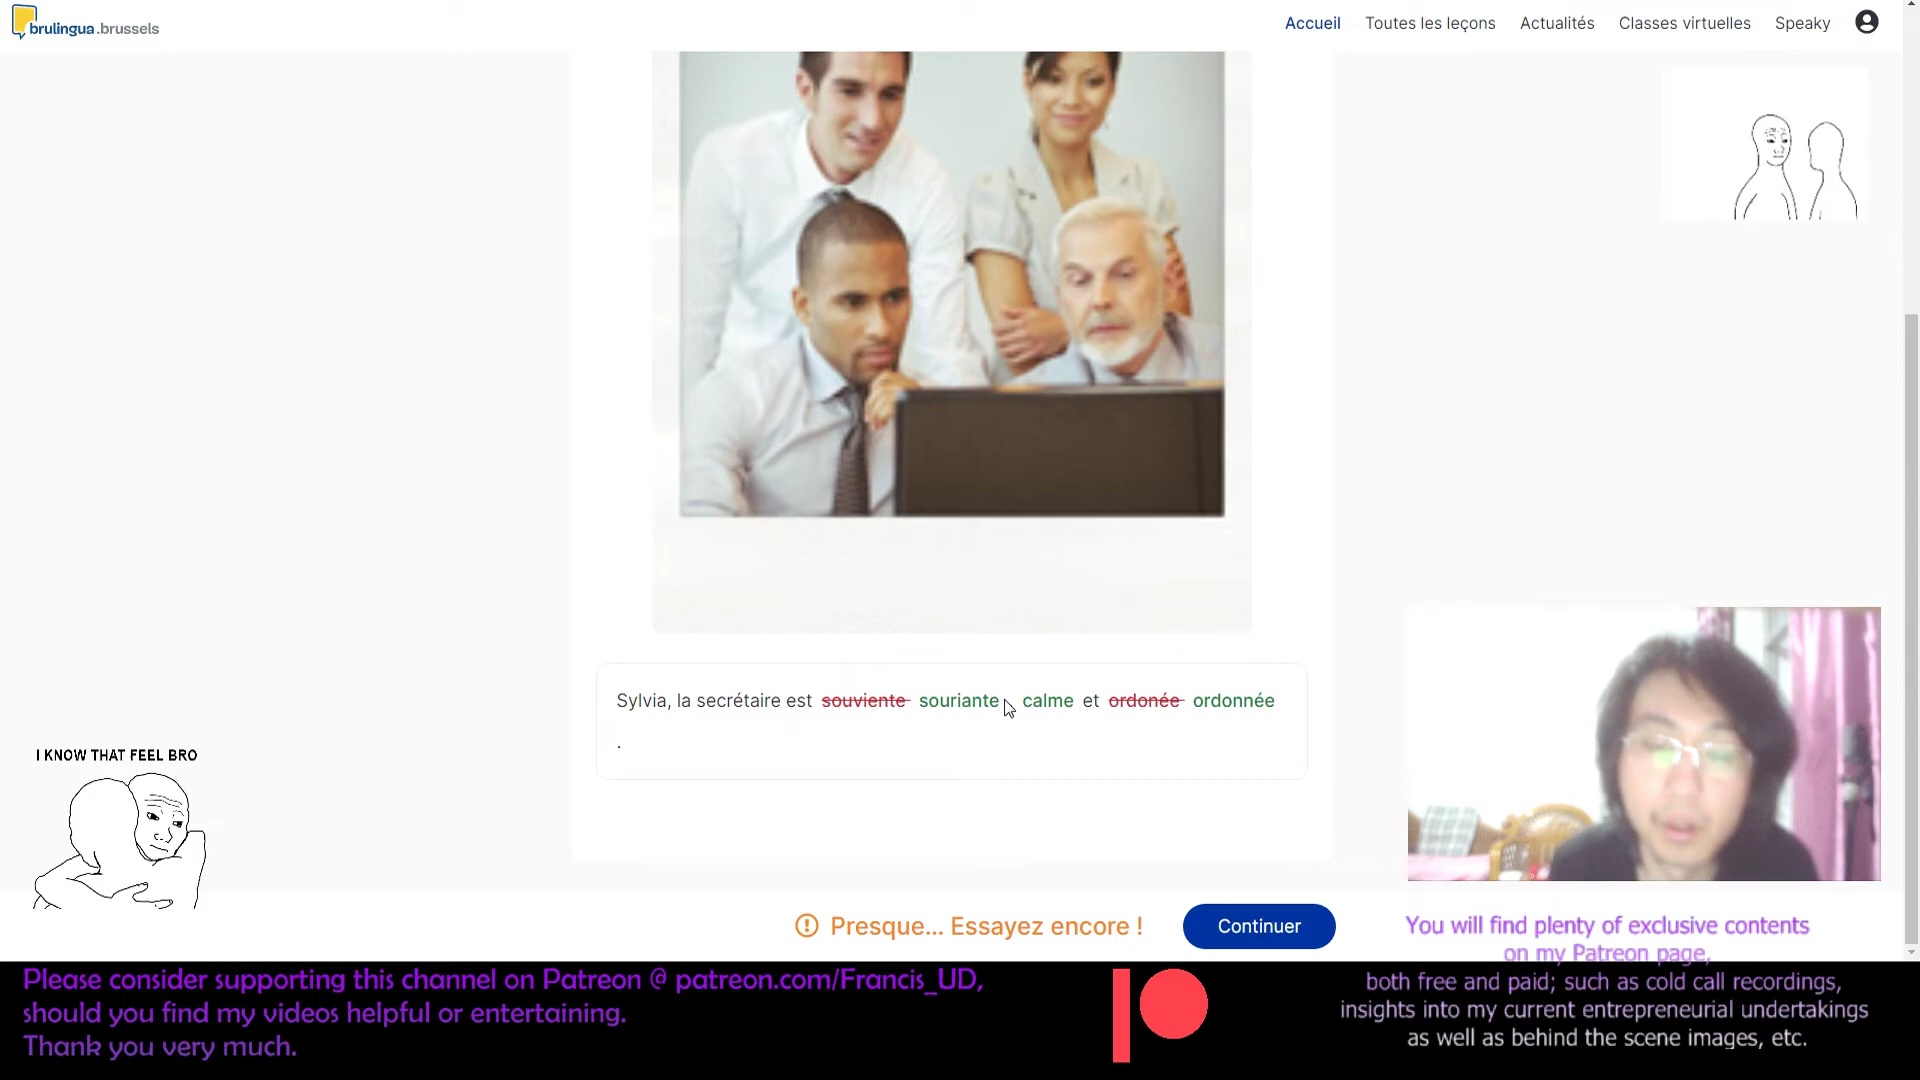 brulingua.brussels
Accueil
Toutes les leçons
Actualités
Classes virtuelles
Speaky
Sylvia, la secrétaire est souviente souriante calme et ordonée ordonnée
.
I KNOW THAT FEEL BRO
Presque... Essayez encore !
Continuer
You will find plenty of exclusive contents
on my Patreon page,
both free and paid; such as cold call recordings,
insights into my current entrepreneurial undertakings
as well as behind the scene images, etc.
Please consider supporting this channel on Patreon @ patreon.com/Francis_UD,
should you find my videos helpful or entertaining.
Thank you very much.